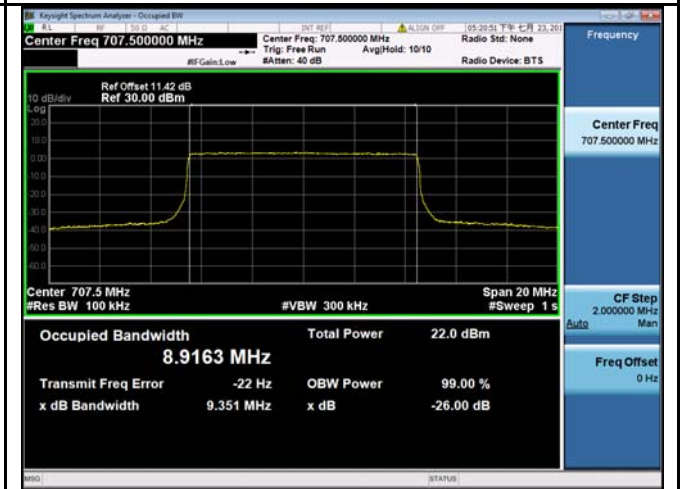 Keysight Spectrum Analyzer - Occupied BW
RL RF 50 Ω AC INT REF ALIGN OFF 05:20:51 下午 七月 23, 201
Center Freq 707.500000 MHz
Center Freq: 707.500000 MHz
Radio Std: None
Trig: Free Run Avg|Hold: 10/10
#IFGain:Low #Atten: 40 dB Radio Device: BTS
Frequency
Ref Offset 11.42 dB
10 dB/div Ref 30.00 dBm
Log
20.0
10.0
0.00
-10.0
-20.0
-30.0
-40.0
-50.0
-60.0
Center Freq
707.500000 MHz
Center 707.5 MHz Span 20 MHz
#Res BW 100 kHz #VBW 300 kHz #Sweep 1 s
CF Step
2.000000 MHz
Auto Man
Occupied Bandwidth Total Power 22.0 dBm
8.9163 MHz
Transmit Freq Error -22 Hz OBW Power 99.00 %
x dB Bandwidth 9.351 MHz x dB -26.00 dB
Freq Offset
0 Hz
MSG STATUS